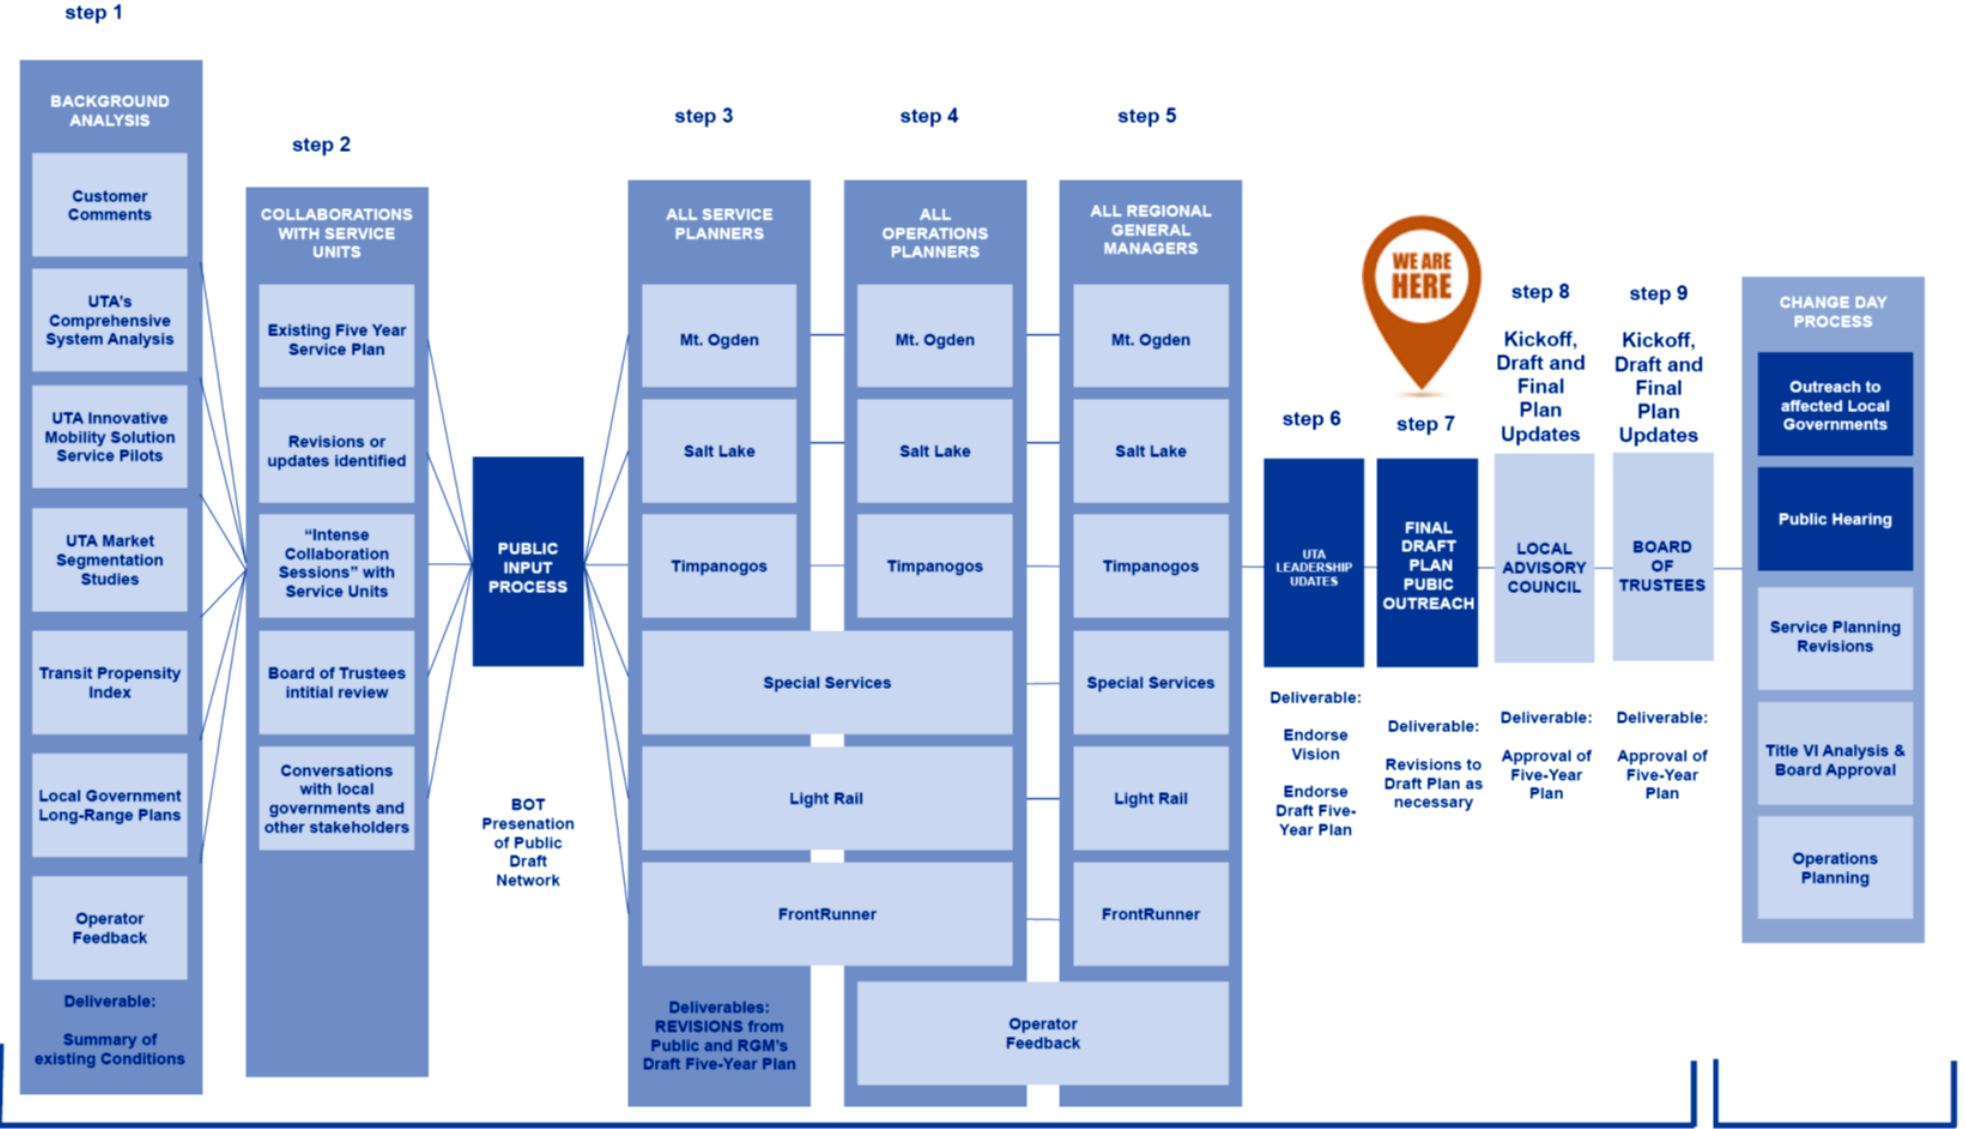 step 1
BACKGROUND
ANALYSIS
Customer
Comments
UTA's
Comprehensive
System Analysis
UTA Innovative
Mobility Solution
Service Pilots
UTA Market
Segmentation
Studies
Transit Propensity
Index
Local Government
Long-Range Plans
Operator
Feedback
Deliverable:
Summary of
existing Conditions
step 2
COLLABORATIONS
WITH SERVICE
UNITS
Existing Five Year
Service Plan
Revisions or
updates identified
“Intense
Collaboration
Sessions” with
Service Units
Board of Trustees
intitial review
Conversations
with local
governments and
other stakeholders
PUBLIC
INPUT
PROCESS
BOT
Presenation
of Public
Draft
Network
step 3
ALL SERVICE
PLANNERS
Mt. Ogden
Salt Lake
Timpanogos
Special Services
Light Rail
FrontRunner
Deliverables:
REVISIONS from
Public and RGM's
Draft Five-Year Plan
step 4
ALL
OPERATIONS
PLANNERS
Mt. Ogden
Salt Lake
Timpanogos
Operator
Feedback
step 5
ALL REGIONAL
GENERAL
MANAGERS
Mt. Ogden
Salt Lake
Timpanogos
Special Services
Light Rail
FrontRunner
step 6
UTA
LEADERSHIP
UDATES
Deliverable:
Endorse
Vision
Endorse
Draft Five-
Year Plan
WE ARE
HERE
step 7
FINAL
DRAFT
PLAN
PUBIC
OUTREACH
Deliverable:
Revisions to
Draft Plan as
necessary
step 8
Kickoff,
Draft and
Final
Plan
Updates
LOCAL
ADVISORY
COUNCIL
Deliverable:
Approval of
Five-Year
Plan
step 9
Kickoff,
Draft and
Final
Plan
Updates
BOARD
OF
TRUSTEES
Deliverable:
Approval of
Five-Year
Plan
CHANGE DAY
PROCESS
Outreach to
affected Local
Governments
Public Hearing
Service Planning
Revisions
Title VI Analysis &
Board Approval
Operations
Planning